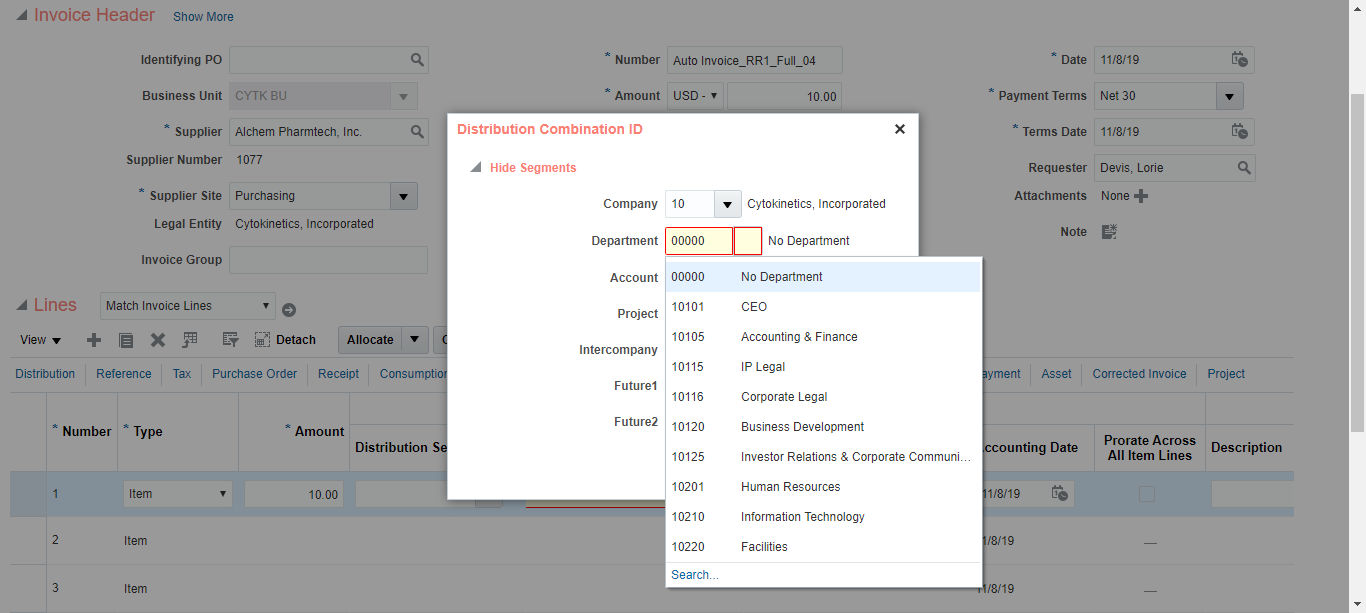 Invoice Header Show More
Identifying PO
* Number Auto Invoice_RR1_Full_04
* Date 11/8/19
Business Unit CYTK BU
* Amount USD - 10.00
* Payment Terms Net 30
* Supplier Alchem Pharmtech, Inc.
* Terms Date 11/8/19
Supplier Number 1077
Requester Devis, Lorie
* Supplier Site Purchasing
Attachments None
Legal Entity Cytokinetics, Incorporated
Note
Invoice Group
Distribution Combination ID
Hide Segments
Company 10 Cytokinetics, Incorporated
Department 00000 No Department
Account
Project
Intercompany
Future1
Future2
00000 No Department
10101 CEO
10105 Accounting & Finance
10115 IP Legal
10116 Corporate Legal
10120 Business Development
10125 Investor Relations & Corporate Communi...
10201 Human Resources
10210 Information Technology
10220 Facilities
Search...
Lines Match Invoice Lines
View Detach Allocate
Distribution Reference Tax Purchase Order Receipt Consumption ayment Asset Corrected Invoice Project
* Number * Type * Amount Distribution Se ccounting Date Prorate Across
All Item Lines Description
1 Item 10.00 11/8/19
2 Item 1/8/19
3 Item 11/8/19